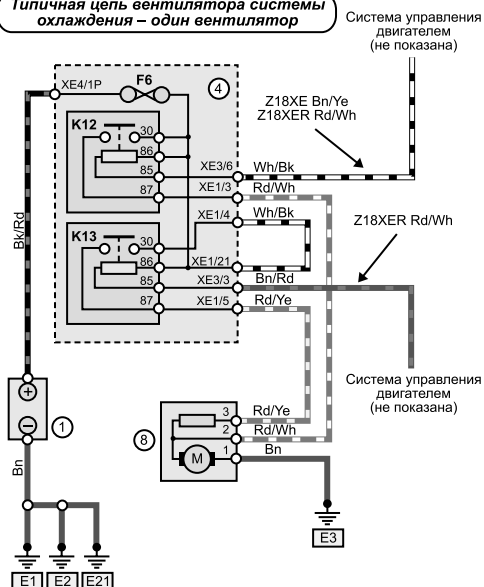 Типичная цепь вентилятора системы
охлаждения – один вентилятор
Система управления
двигателем
(не показана)
XE4/1P
F6
4
Z18XE Bn/Ye
Z18XER Rd/Wh
K12
30
86
85
87
XE3/6
Wh/Bk
XE1/3
Rd/Wh
XE1/4
Wh/Bk
Z18XER Rd/Wh
Bk/Rd
K13
30
86
85
87
XE1/21
Bn/Rd
XE3/3
XE1/5
Rd/Ye
Система управления
двигателем
(не показана)
+
−
1
8
3
Rd/Ye
2
Rd/Wh
1
Bn
M
Bn
E3
E1
E2
E21